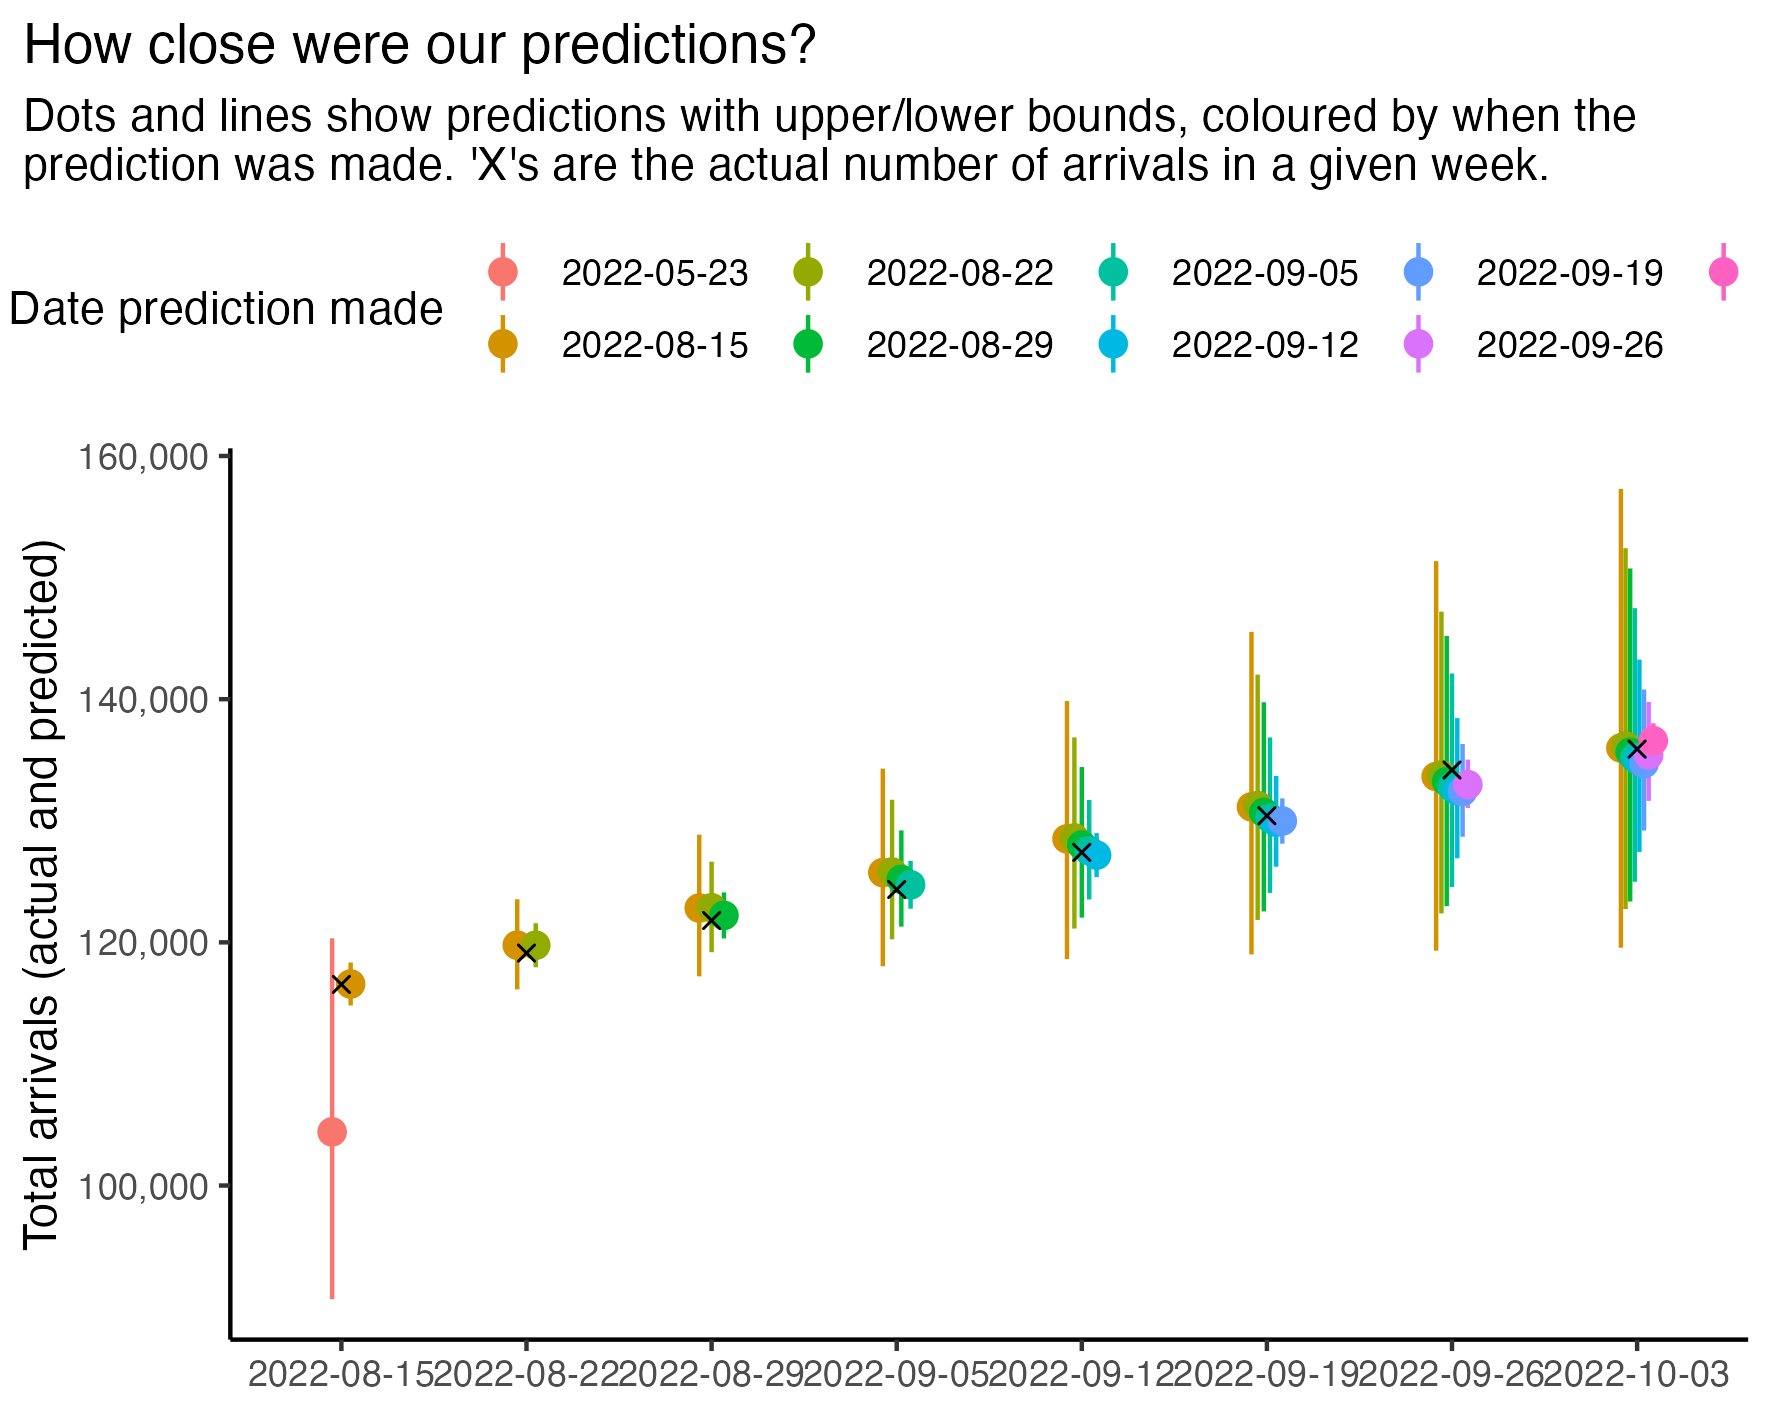 How close were our predictions?
Dots and lines show predictions with upper/lower bounds, coloured by when the
prediction was made. 'X's are the actual number of arrivals in a given week.
Date prediction made
2022-05-23 2022-08-22 2022-09-05 2022-09-19
2022-08-15 2022-08-29 2022-09-12 2022-09-26
Total arrivals (actual and predicted)
160,000
140,000
120,000
100,000
2022-08-15 2022-08-22 2022-08-29 2022-09-05 2022-09-12 2022-09-19 2022-09-26 2022-10-03